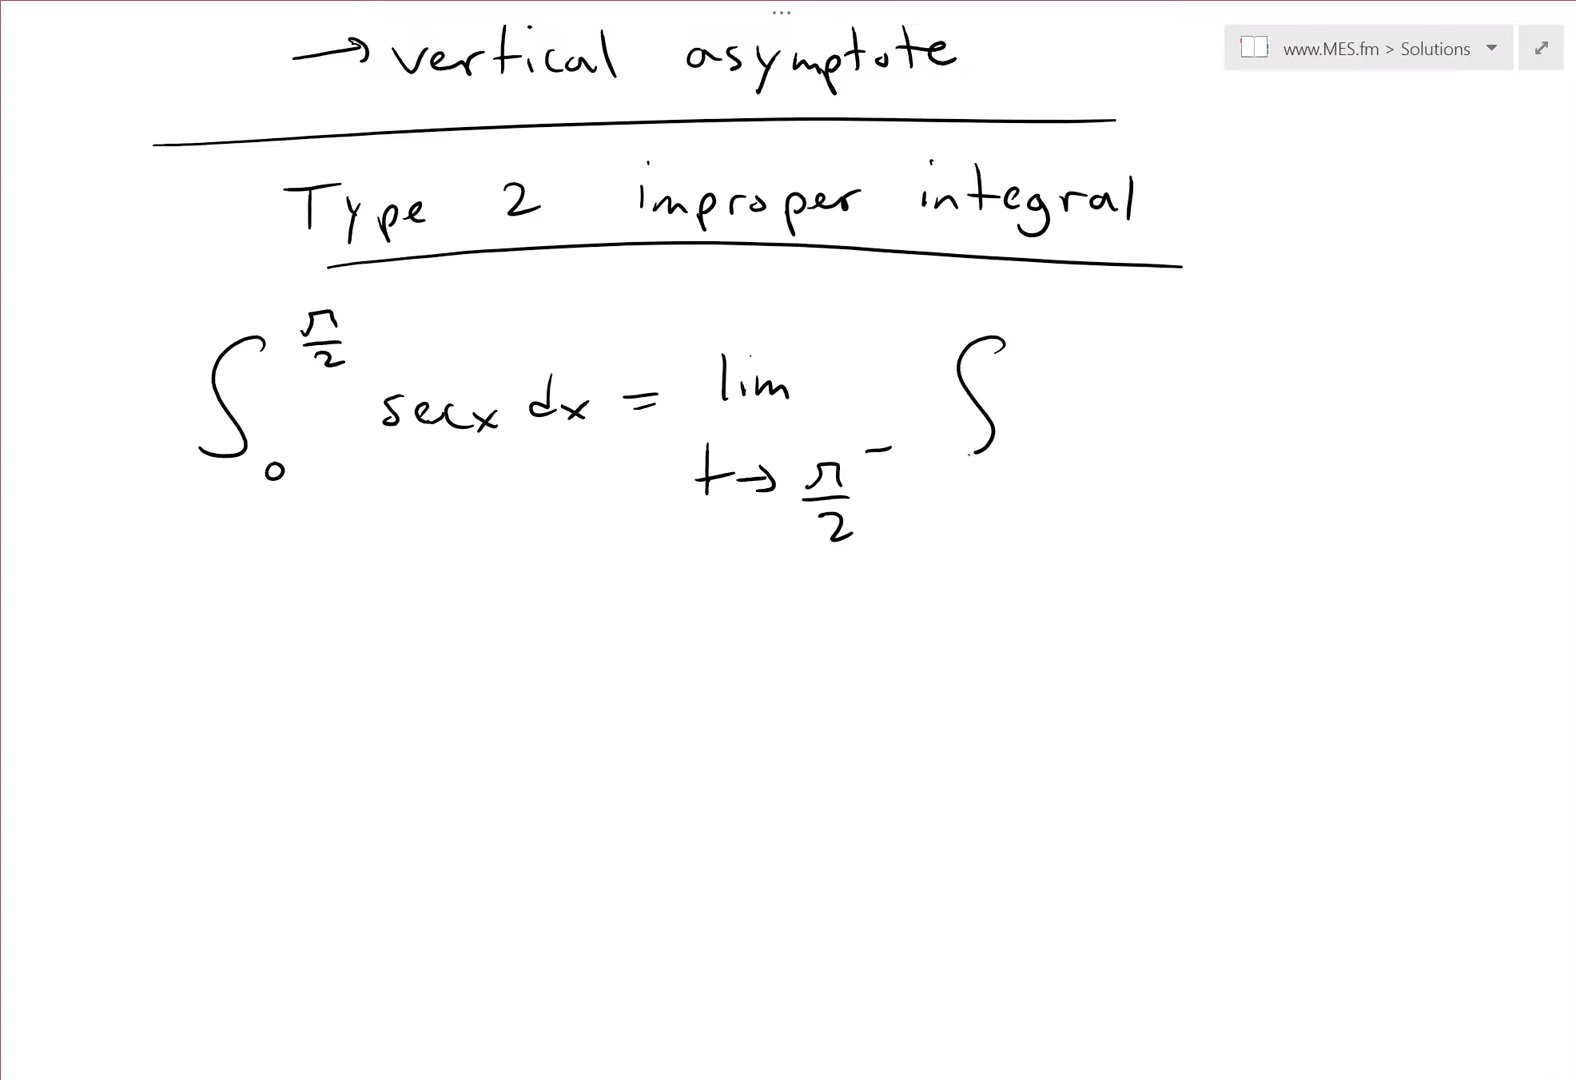 → vertical asymptote
www.MES.fm > Solutions
Type 2 improper integral
∫₀^(π/2) secx dx = lim t→π/2⁻ ∫